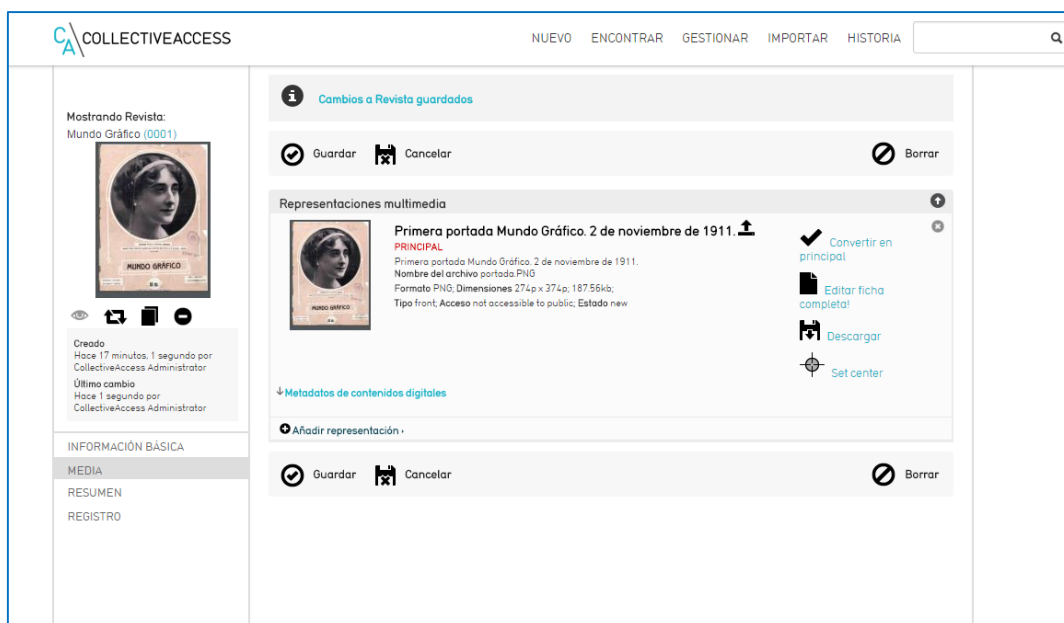 CA COLLECTIVEACCESS
NUEVO ENCONTRAR GESTIONAR IMPORTAR HISTORIA
Mostrando Revista:
Mundo Gráfico (0001)
MUNDO GRÁFICO
Creado
Hace 17 minutos, 1 segundo por
CollectiveAccess Administrator
Último cambio
Hace 1 segundo por
CollectiveAccess Administrator
INFORMACIÓN BÁSICA
MEDIA
RESUMEN
REGISTRO
Cambios a Revista guardados
Guardar Cancelar Borrar
Representaciones multimedia
MUNDO GRÁFICO
Primera portada Mundo Gráfico. 2 de noviembre de 1911.
PRINCIPAL
Primera portada Mundo Gráfico. 2 de noviembre de 1911.
Nombre del archivo portada.PNG
Formato PNG; Dimensiones 274p x 374p; 187.56kb;
Tipo front; Acceso not accessible to public; Estado new
Convertir en
principal
Editar ficha
completa!
Descargar
Set center
Metadatos de contenidos digitales
Añadir representación ›
Guardar Cancelar Borrar